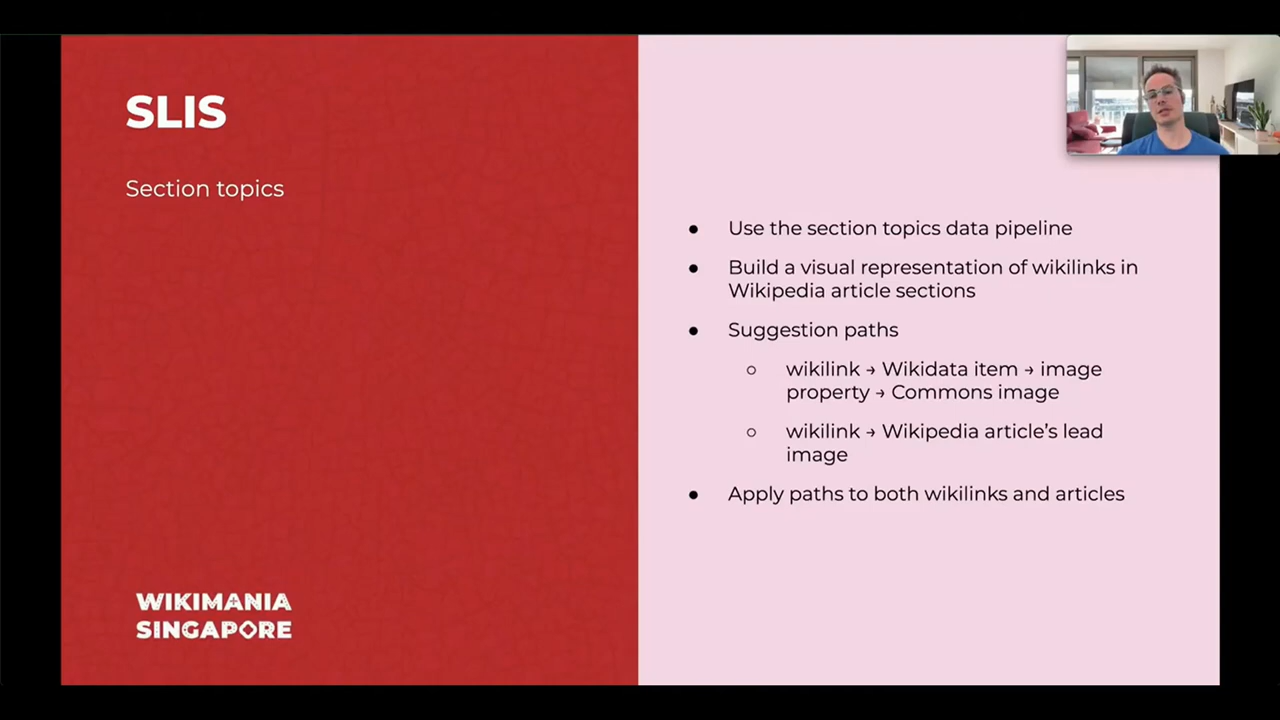 SLIS
Section topics
● Use the section topics data pipeline
● Build a visual representation of wikilinks in
Wikipedia article sections
● Suggestion paths
○ wikilink → Wikidata item → image
property → Commons image
○ wikilink → Wikipedia article’s lead
image
● Apply paths to both wikilinks and articles
WIKIMANIA
SINGAPORE